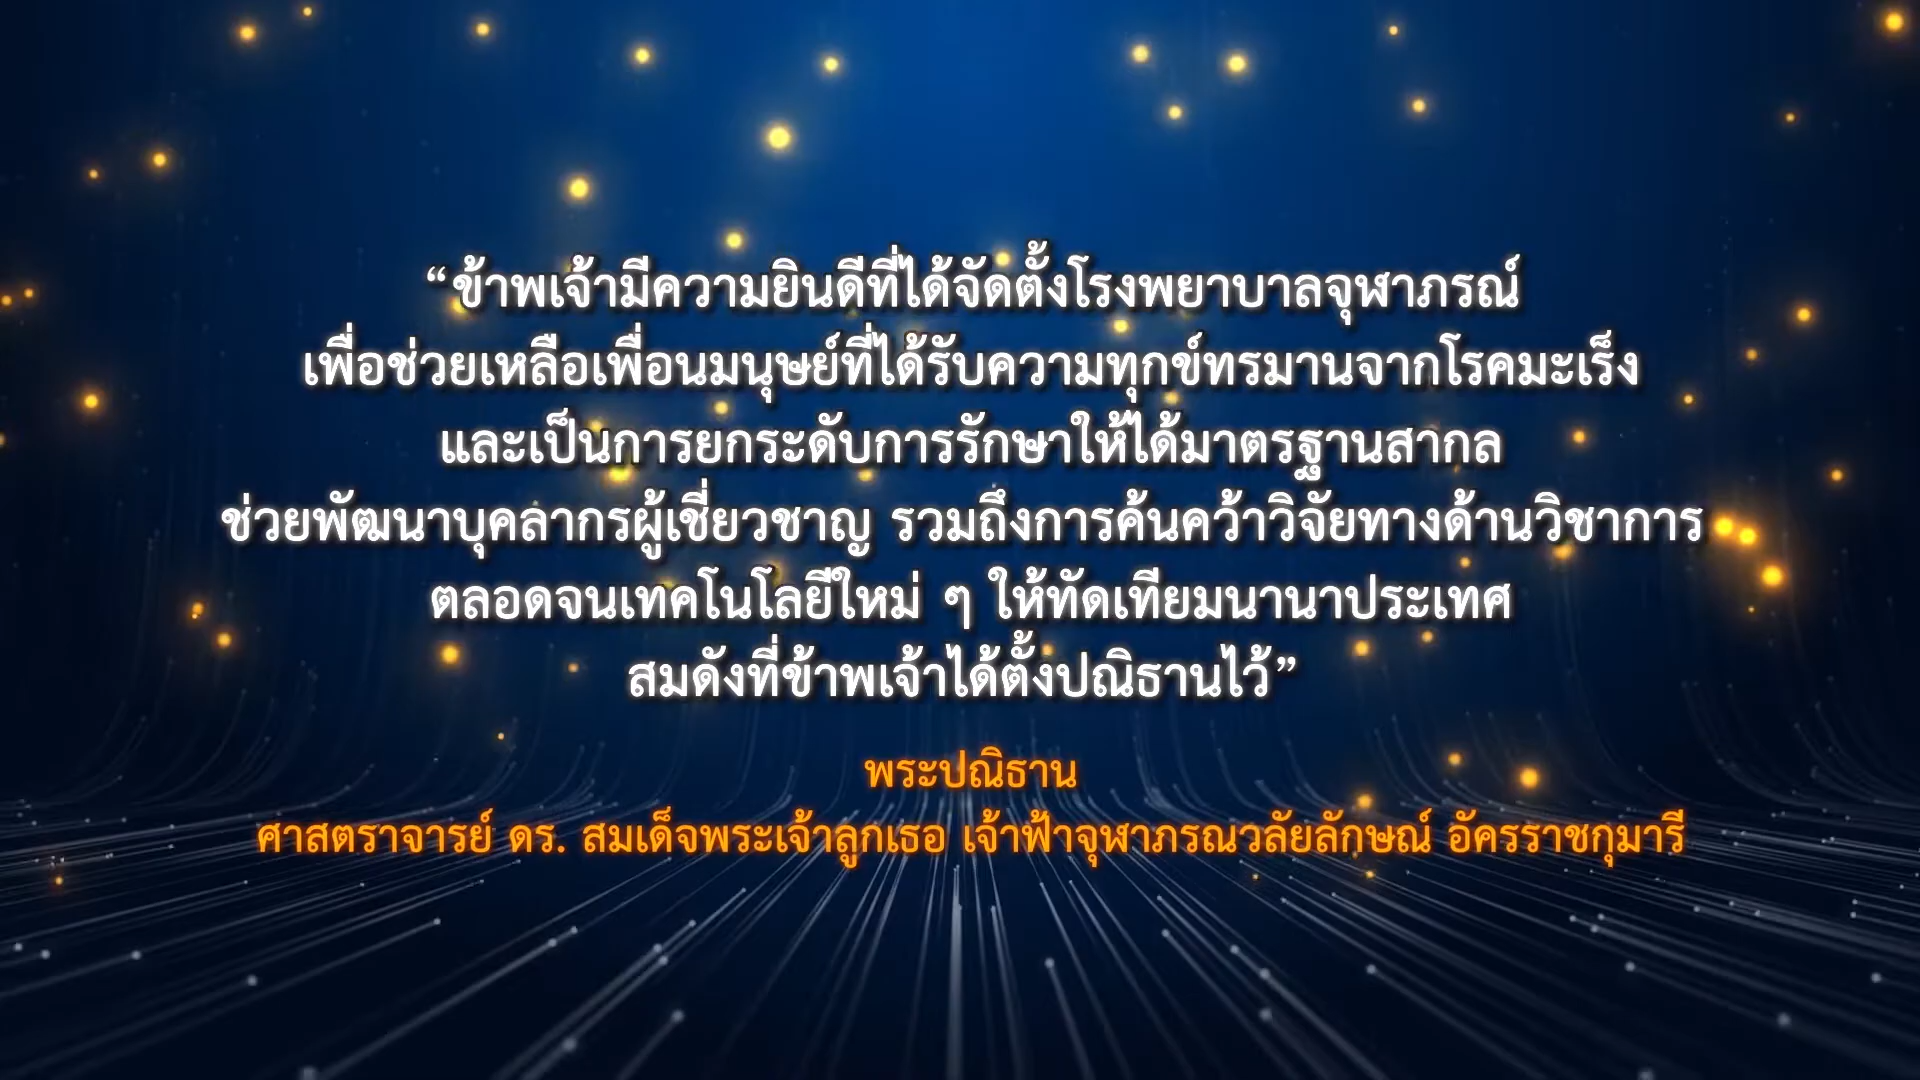 “ข้าพเจ้ามีความยินดีที่ได้จัดตั้งโรงพยาบาลจุฬาภรณ์
เพื่อช่วยเหลือเพื่อนมนุษย์ที่ได้รับความทุกข์ทรมานจากโรคมะเร็ง
และเป็นการยกระดับการรักษาให้ได้มาตรฐานสากล
ช่วยพัฒนาบุคลากรผู้เชี่ยวชาญ รวมถึงการค้นคว้าวิจัยทางด้านวิชาการ
ตลอดจนเทคโนโลยีใหม่ ๆ ให้ทัดเทียมนานาประเทศ
สมดังที่ข้าพเจ้าได้ตั้งปณิธานไว้”
พระปณิธาน
ศาสตราจารย์ ดร. สมเด็จพระเจ้าลูกเธอ เจ้าฟ้าจุฬาภรณวลัยลักษณ์ อัครราชกุมารี